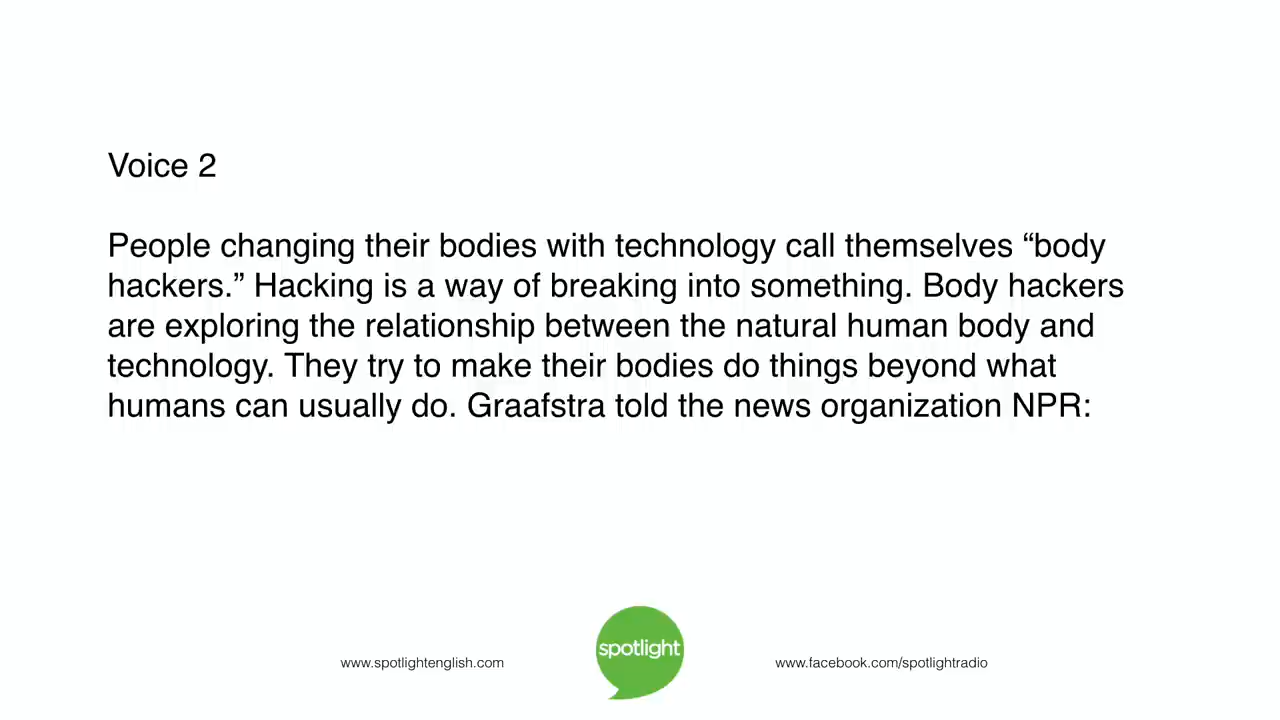 Voice 2
People changing their bodies with technology call themselves “body
hackers.” Hacking is a way of breaking into something. Body hackers
are exploring the relationship between the natural human body and
technology. They try to make their bodies do things beyond what
humans can usually do. Graafstra told the news organization NPR:
www.spotlightenglish.com
spotlight
www.facebook.com/spotlightradio